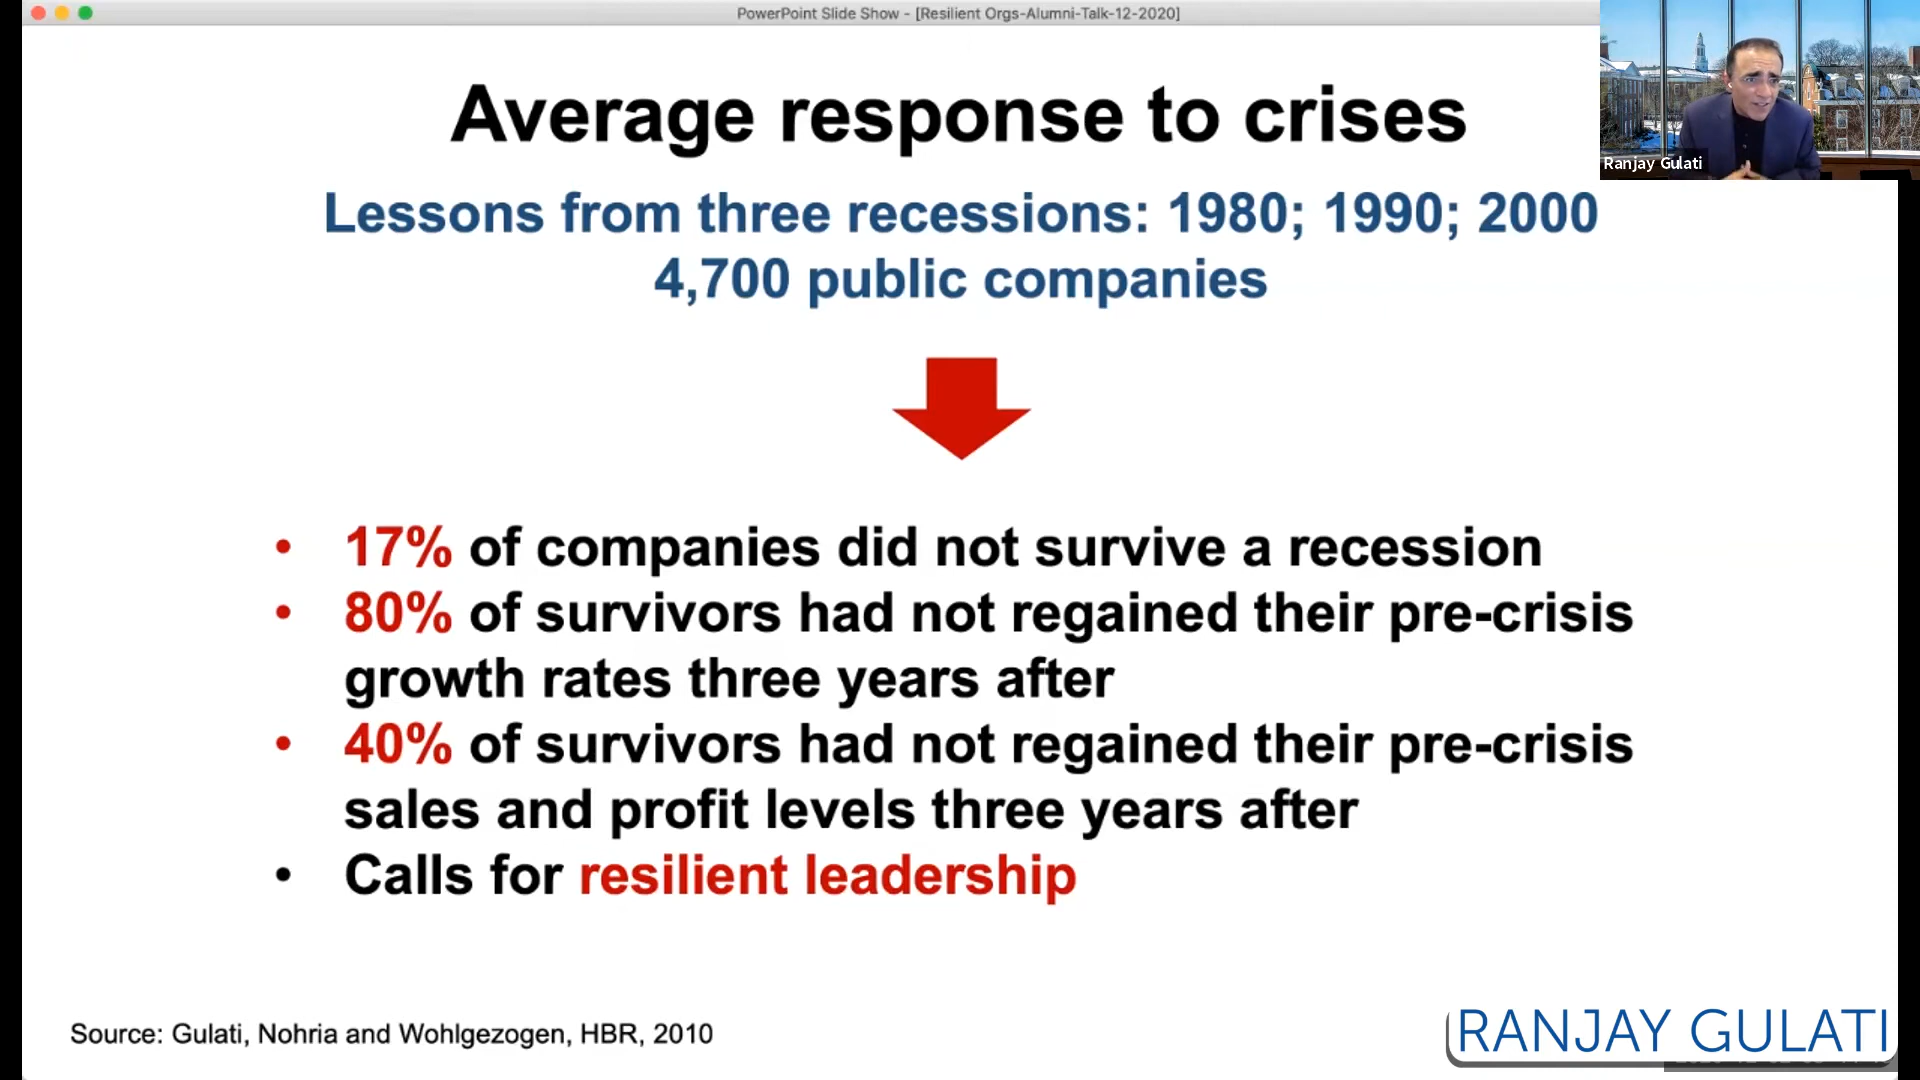 PowerPoint Slide Show - [Resilient Orgs-Alumni-Talk-12-2020]
Average response to crises
Ranjay Gulati
Lessons from three recessions: 1980; 1990; 2000
4,700 public companies
• 17% of companies did not survive a recession
• 80% of survivors had not regained their pre-crisis
growth rates three years after
• 40% of survivors had not regained their pre-crisis
sales and profit levels three years after
• Calls for resilient leadership
Source: Gulati, Nohria and Wohlgezogen, HBR, 2010
RANJAY GULATI